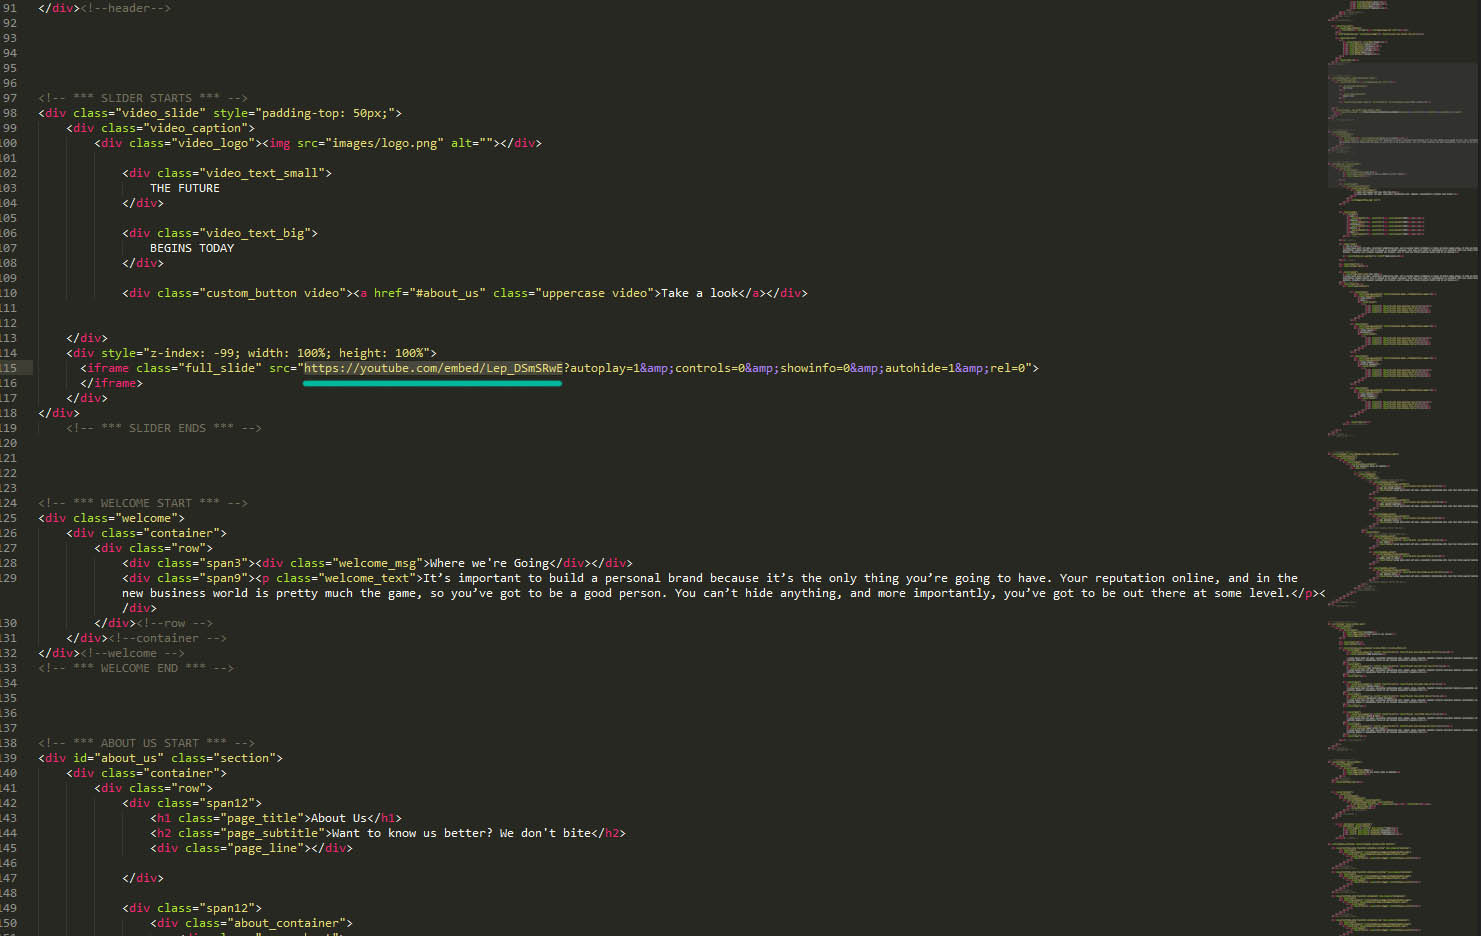 91 </div><!--header-->
92
93
94
95
96
97 <!-- *** SLIDER STARTS *** -->
98 <div class="video_slide" style="padding-top: 50px;">
99 <div class="video_caption">
100 <div class="video_logo"><img src="images/logo.png" alt=""></div>
101
102 <div class="video_text_small">
103 THE FUTURE
104 </div>
105
106 <div class="video_text_big">
107 BEGINS TODAY
108 </div>
109
110 <div class="custom_button video"><a href="#about_us" class="uppercase video">Take a look</a></div>
111
112
113 </div>
114 <div style="z-index: -99; width: 100%; height: 100%">
115 <iframe class="full_slide" src="https://youtube.com/embed/Lep_DSmSRwE?autoplay=1&amp;controls=0&amp;showinfo=0&amp;autohide=1&amp;rel=0">
116 </iframe>
117 </div>
118 </div>
119 <!-- *** SLIDER ENDS *** -->
120
121
122
123
124 <!-- *** WELCOME START *** -->
125 <div class="welcome">
126 <div class="container">
127 <div class="row">
128 <div class="span3"><div class="welcome_msg">Where we're Going</div></div>
129 <div class="span9"><p class="welcome_text">It’s important to build a personal brand because it’s the only thing you’re going to have. Your reputation online, and in the
new business world is pretty much the game, so you’ve got to be a good person. You can’t hide anything, and more importantly, you’ve got to be out there at some level.</p><
/div>
130 </div><!--row -->
131 </div><!--container -->
132 </div><!--welcome -->
133 <!-- *** WELCOME END *** -->
134
135
136
137
138 <!-- *** ABOUT US START *** -->
139 <div id="about_us" class="section">
140 <div class="container">
141 <div class="row">
142 <div class="span12">
143 <h1 class="page_title">About Us</h1>
144 <h2 class="page_subtitle">Want to know us better? We don't bite</h2>
145 <div class="page_line"></div>
146
147 </div>
148
149 <div class="span12">
150 <div class="about_container">